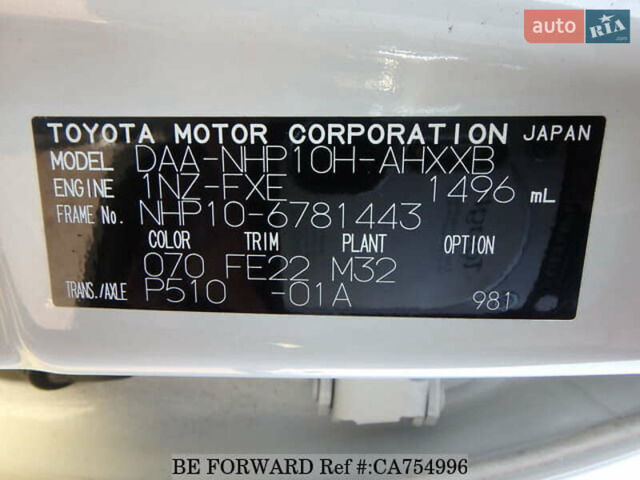 auto RIA
.com
TOYOTA MOTOR CORPORATION JAPAN
MODEL DAA-NHP10H-AHXXB
ENGINE 1NZ-FXE 1496 mL
FRAME No. NHP10-6781443
COLOR TRIM PLANT OPTION
070 FE22 M32
TRANS./AXLE P510 -01A 981
BE FORWARD Ref #:CA754996